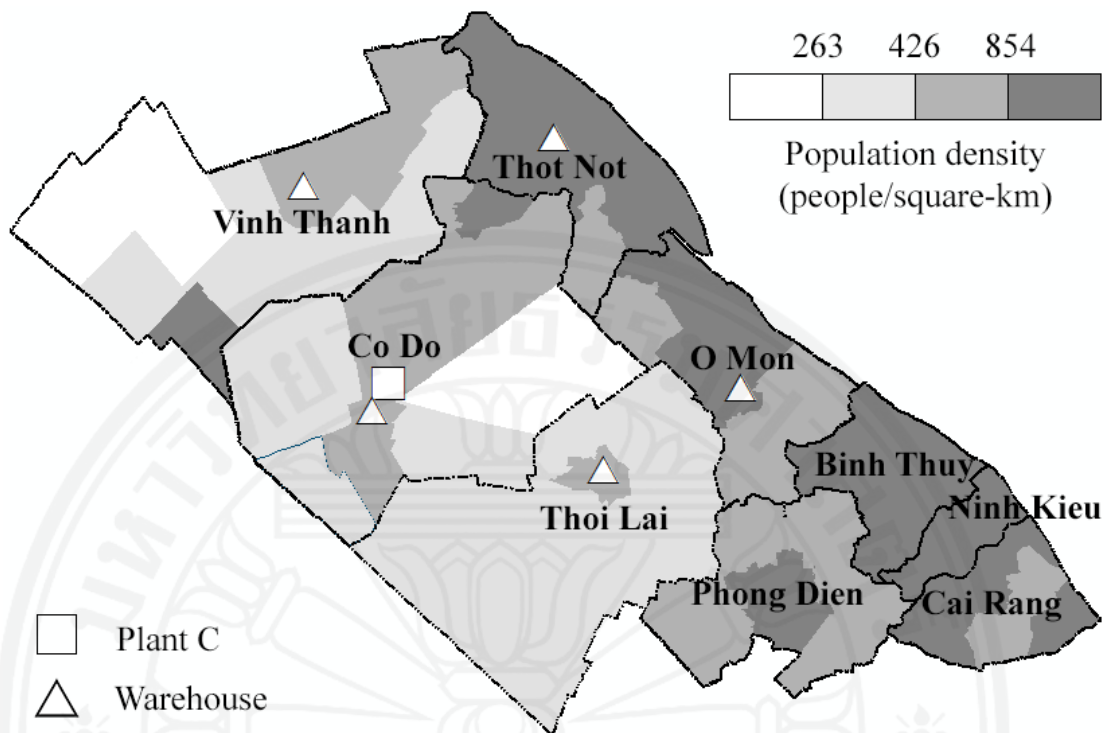 263 426 854
Population density
(people/square-km)
Thot Not
Vinh Thanh
Co Do
O Mon
Binh Thuy
Ninh Kieu
Thoi Lai
Phong Dien
Cai Rang
Plant C
Warehouse